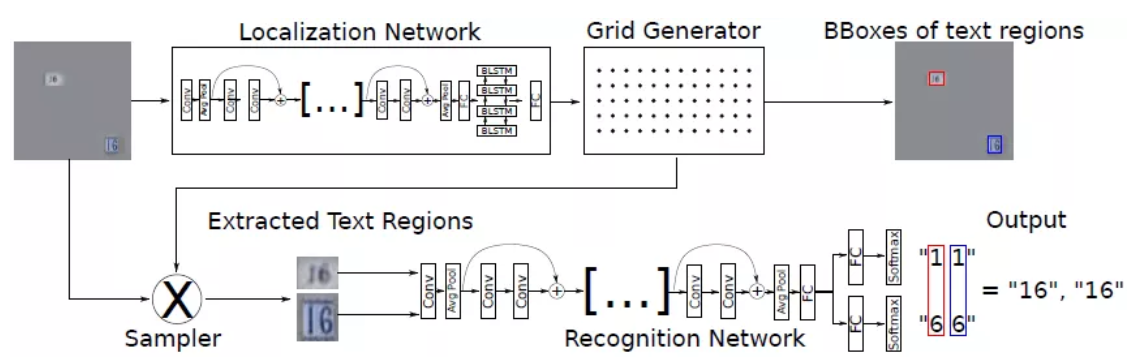 Localization Network
Grid Generator
BBoxes of text regions
16
16
Conv
Avg Pool
Conv
Conv
+
[...]
Conv
Conv
+
Avg Pool
FC
BLSTM
BLSTM
BLSTM
BLSTM
FC
16
16
Extracted Text Regions
Output
X
Sampler
16
16
Conv
Avg Pool
Conv
Conv
+
[...]
Conv
Conv
+
Avg Pool
FC
FC
Softmax
FC
Softmax
"1 1"
"6 6"
= "16", "16"
Recognition Network